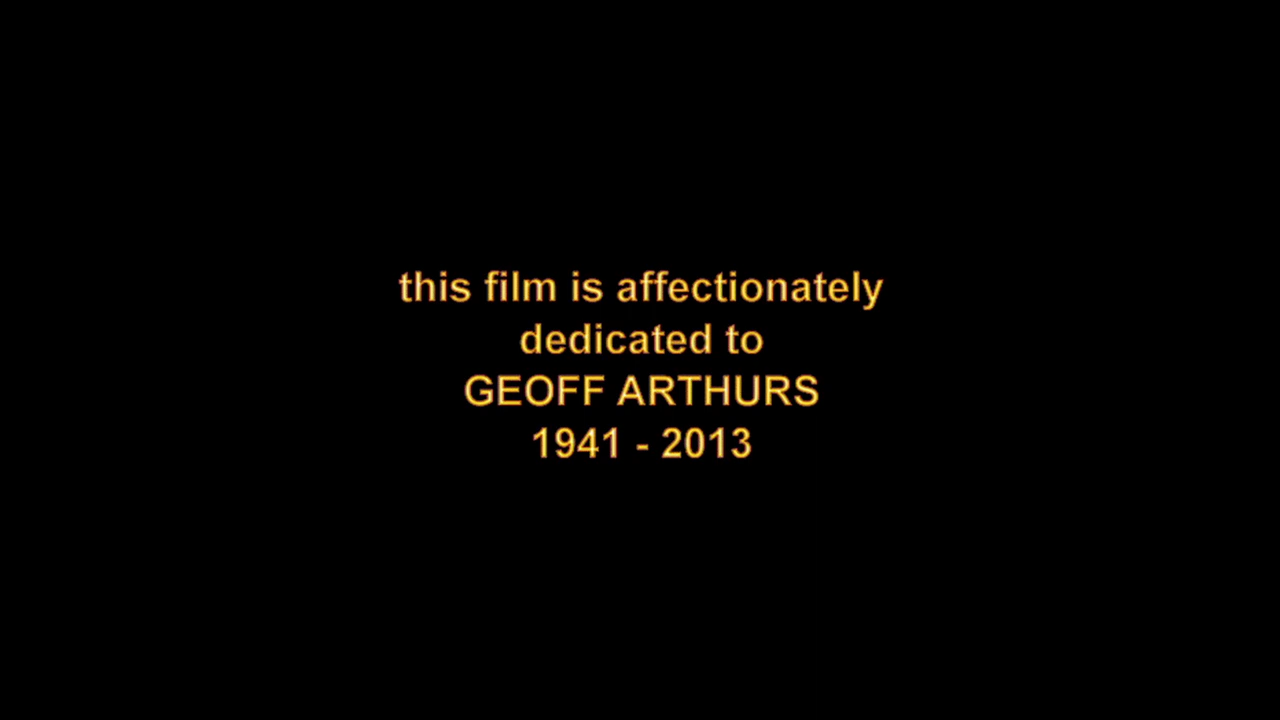 this film is affectionately
dedicated to
GEOFF ARTHURS
1941 - 2013